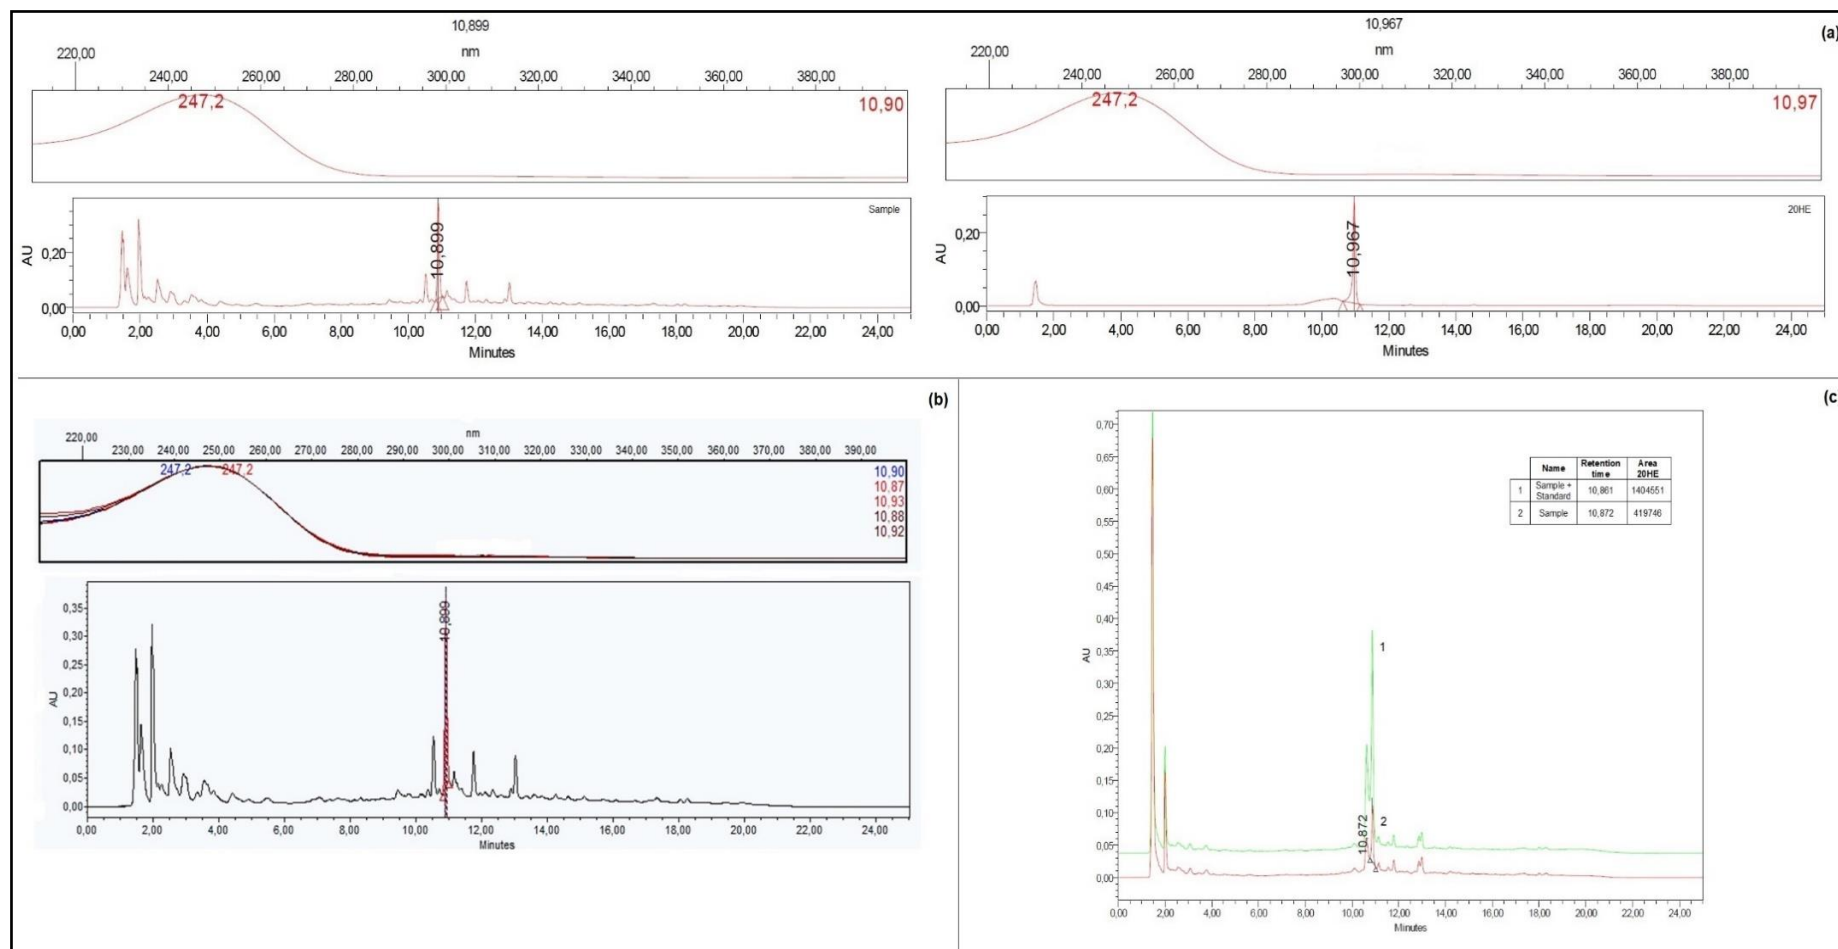 (a)
10,899
nm
220,00
240,00 260,00 280,00 300,00 320,00 340,00 360,00 380,00
247,2
10,90
Sample
10,899
AU
0,20
0,00
0,00 2,00 4,00 6,00 8,00 10,00 12,00 14,00 16,00 18,00 20,00 22,00 24,00
Minutes
10,967
nm
220,00
240,00 260,00 280,00 300,00 320,00 340,00 360,00 380,00
247,2
10,97
20HE
10,967
AU
0,20
0,00
0,00 2,00 4,00 6,00 8,00 10,00 12,00 14,00 16,00 18,00 20,00 22,00 24,00
Minutes
(b)
nm
220,00
230,00 240,00 250,00 260,00 270,00 280,00 290,00 300,00 310,00 320,00 330,00 340,00 350,00 360,00 370,00 380,00 390,00
247,2 247,2
10,90
10,87
10,93
10,88
10,92
10,899
AU
0,35
0,30
0,25
0,20
0,15
0,10
0,05
0,00
0,00 2,00 4,00 6,00 8,00 10,00 12,00 14,00 16,00 18,00 20,00 22,00 24,00
Minutes
(c)
0,70
0,65
0,60
0,55
0,50
0,45
0,40
0,35
0,30
0,25
0,20
0,15
0,10
0,05
0,00
AU
Name Retention time Area 20HE
1 Sample + Standard 10,861 1404551
2 Sample 10,872 419746
1
2
10,872
0,00 2,00 4,00 6,00 8,00 10,00 12,00 14,00 16,00 18,00 20,00 22,00 24,00
Minutes